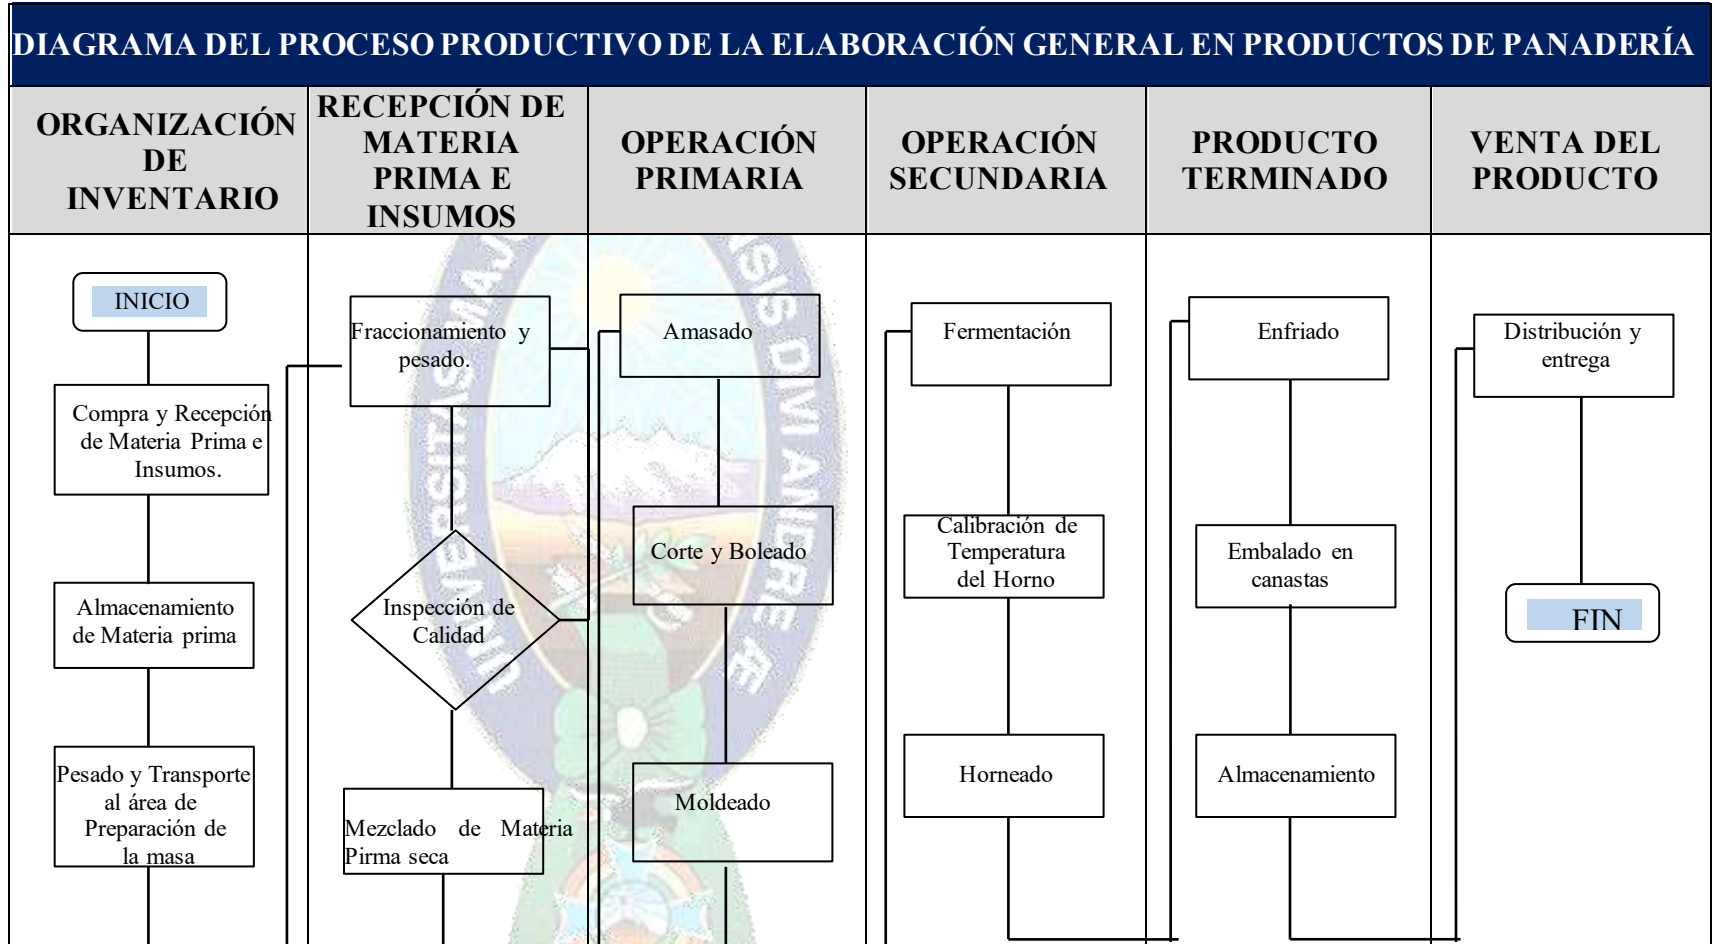 DIAGRAMA DEL PROCESO PRODUCTIVO DE LA ELABORACIÓN GENERAL EN PRODUCTOS DE PANADERÍA
ORGANIZACIÓN
DE
INVENTARIO
RECEPCIÓN DE
MATERIA
PRIMA E
INSUMOS
OPERACIÓN
PRIMARIA
OPERACIÓN
SECUNDARIA
PRODUCTO
TERMINADO
VENTA DEL
PRODUCTO
INICIO
Compra y Recepción
de Materia Prima e
Insumos.
Almacenamiento
de Materia prima
Pesado y Transporte
al área de
Preparación de
la masa
Fraccionamiento y
pesado.
Inspección de
Calidad
Mezclado de Materia
Pirma seca
Amasado
Corte y Boleado
Moldeado
Fermentación
Calibración de
Temperatura
del Horno
Horneado
Enfriado
Embalado en
canastas
Almacenamiento
Distribución y
entrega
FIN